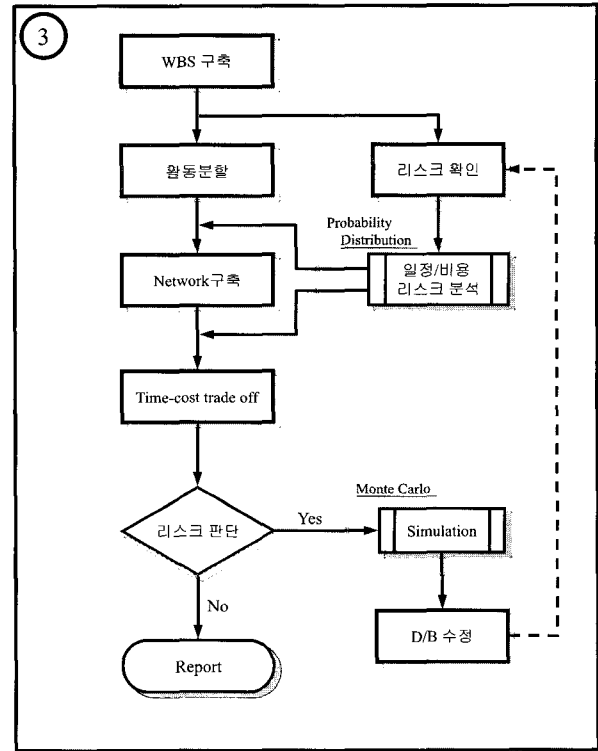 3
WBS 구축
활동분할
리스크 확인
Probability
Distribution
일정/비용
리스크 분석
Network구축
Time-cost trade off
Monte Carlo
리스크 판단
Yes
Simulation
No
D/B 수정
Report